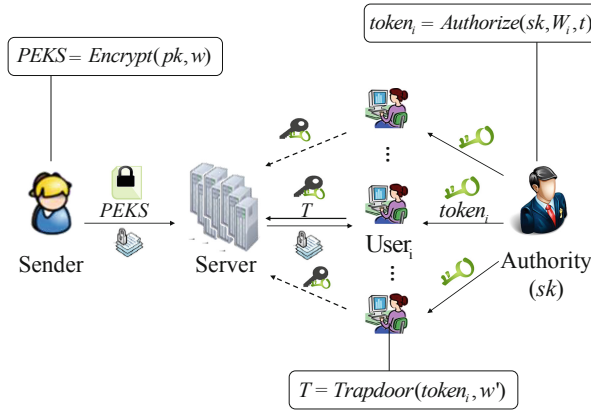 token_i = Authorize(sk, W_i, t)
PEKS = Encrypt(pk, w)
PEKS
T
token_i
Sender
Server
User_i
Authority
(sk)
T = Trapdoor(token_i, w')